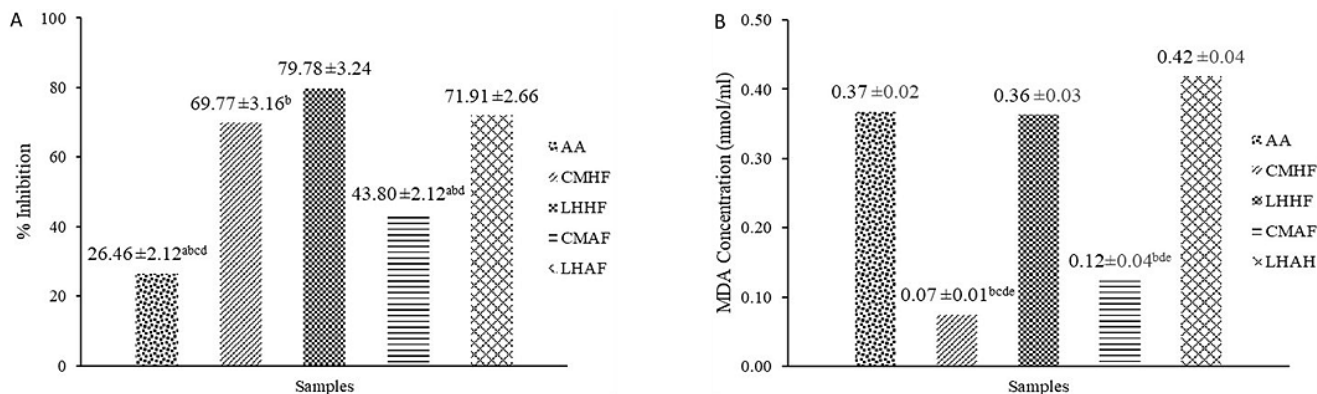 A
% Inhibition
100
80
60
40
20
0
26.46 ±2.12ᵃᵇᶜᵈ
69.77 ±3.16ᵇ
79.78 ±3.24
43.80 ±2.12ᵃᵇᵈ
71.91 ±2.66
Samples
AA
CMHF
LHHF
CMAF
LHAF
B
MDA Concentration (nmol/ml)
0.50
0.40
0.30
0.20
0.10
0.00
0.37 ±0.02
0.07 ±0.01ᵇᶜᵈᵉ
0.36 ±0.03
0.12±0.04ᵇᵈᵉ
0.42 ±0.04
Samples
AA
CMHF
LHHF
CMAF
LHAH